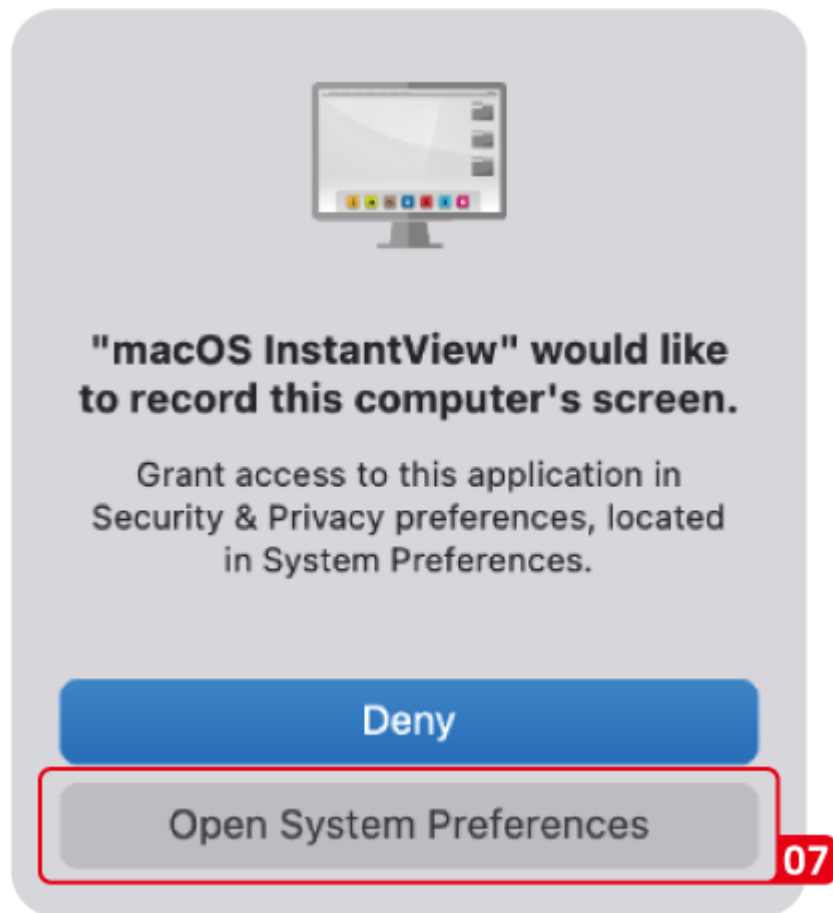 "macOS InstantView" would like
to record this computer's screen.
Grant access to this application in
Security & Privacy preferences, located
in System Preferences.
Deny
Open System Preferences
07